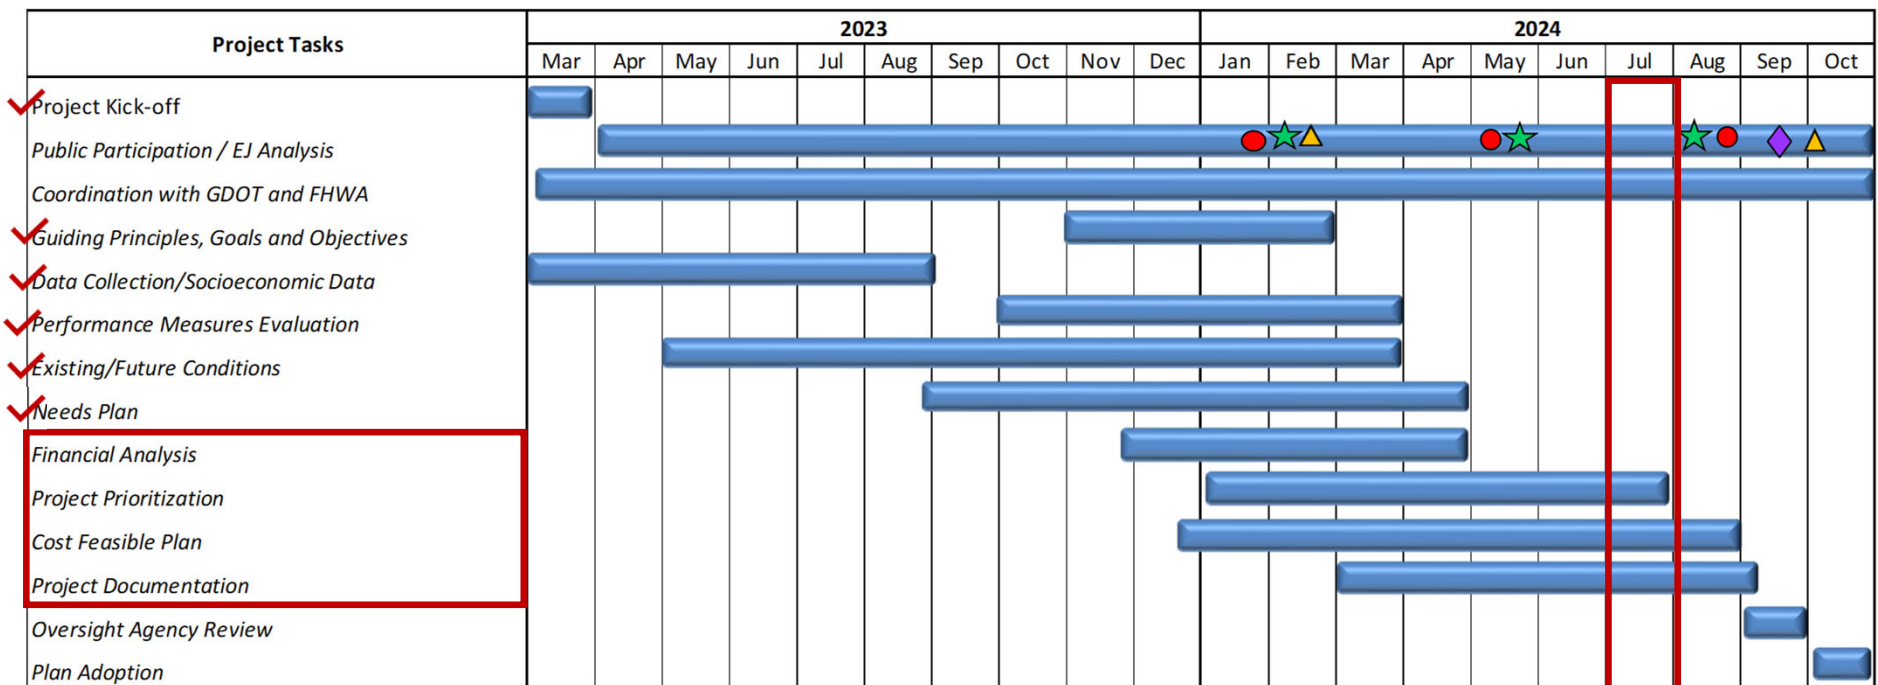 Project Tasks
2023
2024
Mar Apr May Jun Jul Aug Sep Oct Nov Dec Jan Feb Mar Apr May Jun Jul Aug Sep Oct
Project Kick-off
Public Participation / EJ Analysis
Coordination with GDOT and FHWA
Guiding Principles, Goals and Objectives
Data Collection/Socioeconomic Data
Performance Measures Evaluation
Existing/Future Conditions
Needs Plan
Financial Analysis
Project Prioritization
Cost Feasible Plan
Project Documentation
Oversight Agency Review
Plan Adoption